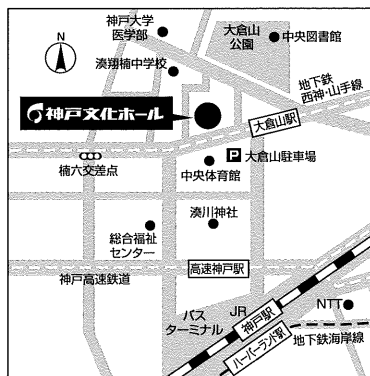 神戸大学
医学部
大倉山
公園
中央図書館
湊翔楠中学校
地下鉄
西神・山手線
神戸文化ホール
大倉山駅
P 大倉山駐車場
楠六交差点
中央体育館
湊川神社
総合福祉
センター
高速神戸駅
神戸高速鉄道
バス
ターミナル
JR
神戸駅
NTT
ハーバーランド駅
地下鉄海岸線